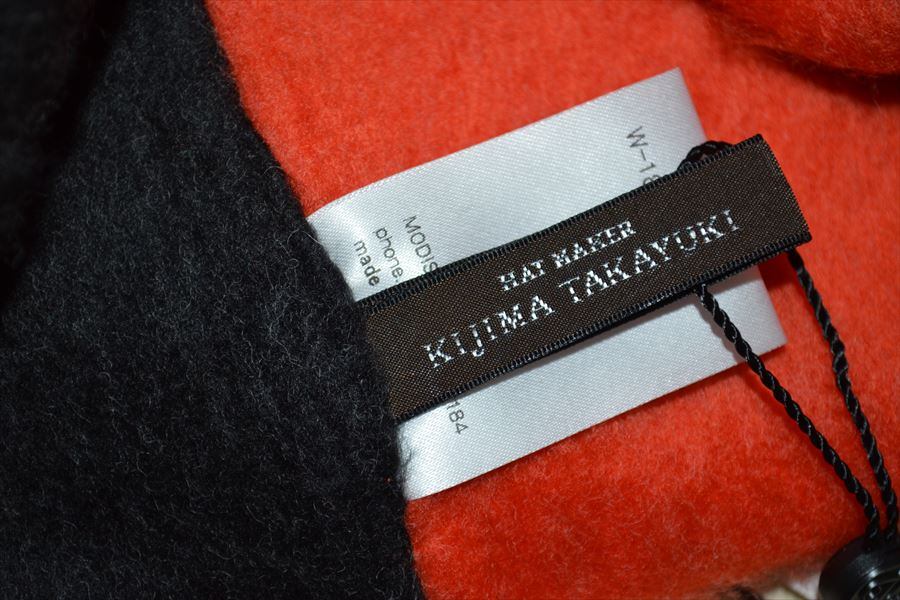 HAT MAKER
KIJIMA TAKAYUKI
W-18
MODIS
phone
made
184